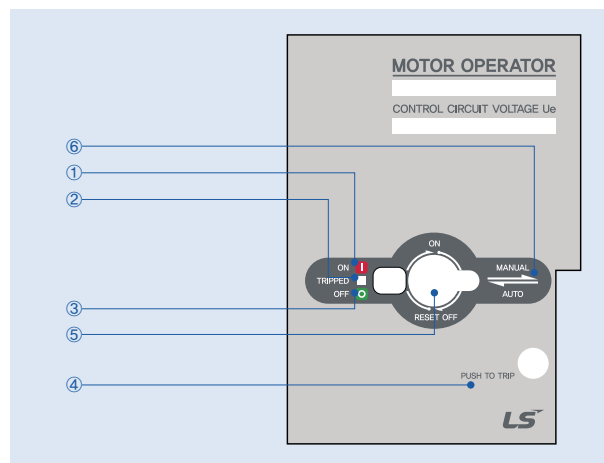 MOTOR OPERATOR
CONTROL CIRCUIT VOLTAGE Ue
⑥
①
②
ON
ON I
MANUAL
TRIPPED
OFF O
AUTO
③
RESET OFF
⑤
PUSH TO TRIP
④
LS